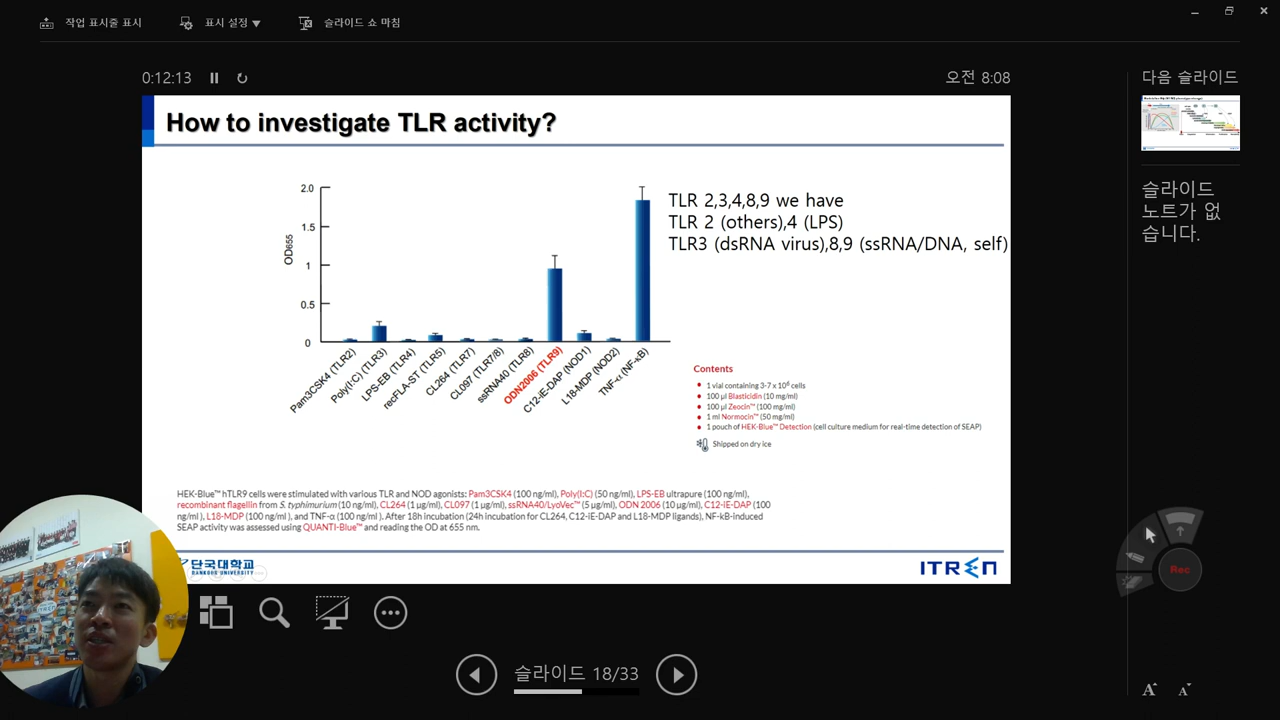 작업 표시줄 표시
표시 설정 ▼
슬라이드 쇼 마침
0:12:13
오전 8:08
다음 슬라이드
How to investigate TLR activity?
OD655
2.0
1.5
1
0.5
0
Pam3CSK4 (TLR2)
Poly(I:C) (TLR3)
LPS-EB (TLR4)
recFLA-ST (TLR5)
CL264 (TLR7)
CL097 (TLR7/8)
ssRNA40 (TLR8)
ODN2006 (TLR9)
C12-iE-DAP (NOD1)
L18-MDP (NOD2)
TNF-α (NF-κB)
TLR 2,3,4,8,9 we have
TLR 2 (others),4 (LPS)
TLR3 (dsRNA virus),8,9 (ssRNA/DNA, self)
Contents
• 1 vial containing 3-7 x 10⁶ cells
• 100 µl Blasticidin (10 mg/ml)
• 100 µl Zeocin™ (100 mg/ml)
• 1 ml Normocin™ (50 mg/ml)
• 1 pouch of HEK-Blue™ Detection (cell culture medium for real-time detection of SEAP)
Shipped on dry ice
HEK-Blue™ hTLR9 cells were stimulated with various TLR and NOD agonists: Pam3CSK4 (100 ng/ml), Poly(I:C) (50 ng/ml), LPS-EB ultrapure (100 ng/ml),
recombinant flagellin from S. typhimurium (10 ng/ml), CL264 (1 µg/ml), CL097 (1 µg/ml), ssRNA40/LyoVec™ (5 µg/ml), ODN 2006 (10 µg/ml), C12-iE-DAP (100
ng/ml ), L18-MDP (100 ng/ml ), and TNF-α (100 ng/ml ). After 18h incubation (24h incubation for CL264, C12-iE-DAP and L18-MDP ligands), NF-kB-induced
SEAP activity was assessed using QUANTI-Blue™ and reading the OD at 655 nm.
단국대학교
DANKOOK UNIVERSITY
ITREN
슬라이드
노트가 없
습니다.
Rec
슬라이드 18/33
A A